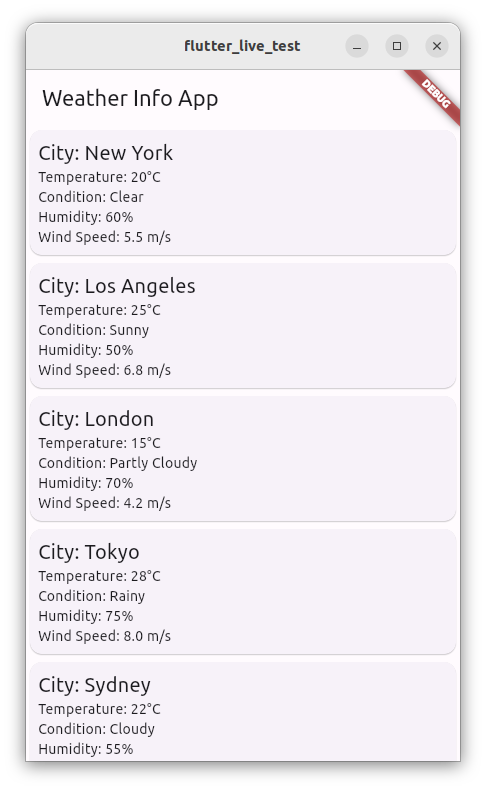 flutter_live_test
DEBUG
Weather Info App
City: New York
Temperature: 20°C
Condition: Clear
Humidity: 60%
Wind Speed: 5.5 m/s
City: Los Angeles
Temperature: 25°C
Condition: Sunny
Humidity: 50%
Wind Speed: 6.8 m/s
City: London
Temperature: 15°C
Condition: Partly Cloudy
Humidity: 70%
Wind Speed: 4.2 m/s
City: Tokyo
Temperature: 28°C
Condition: Rainy
Humidity: 75%
Wind Speed: 8.0 m/s
City: Sydney
Temperature: 22°C
Condition: Cloudy
Humidity: 55%